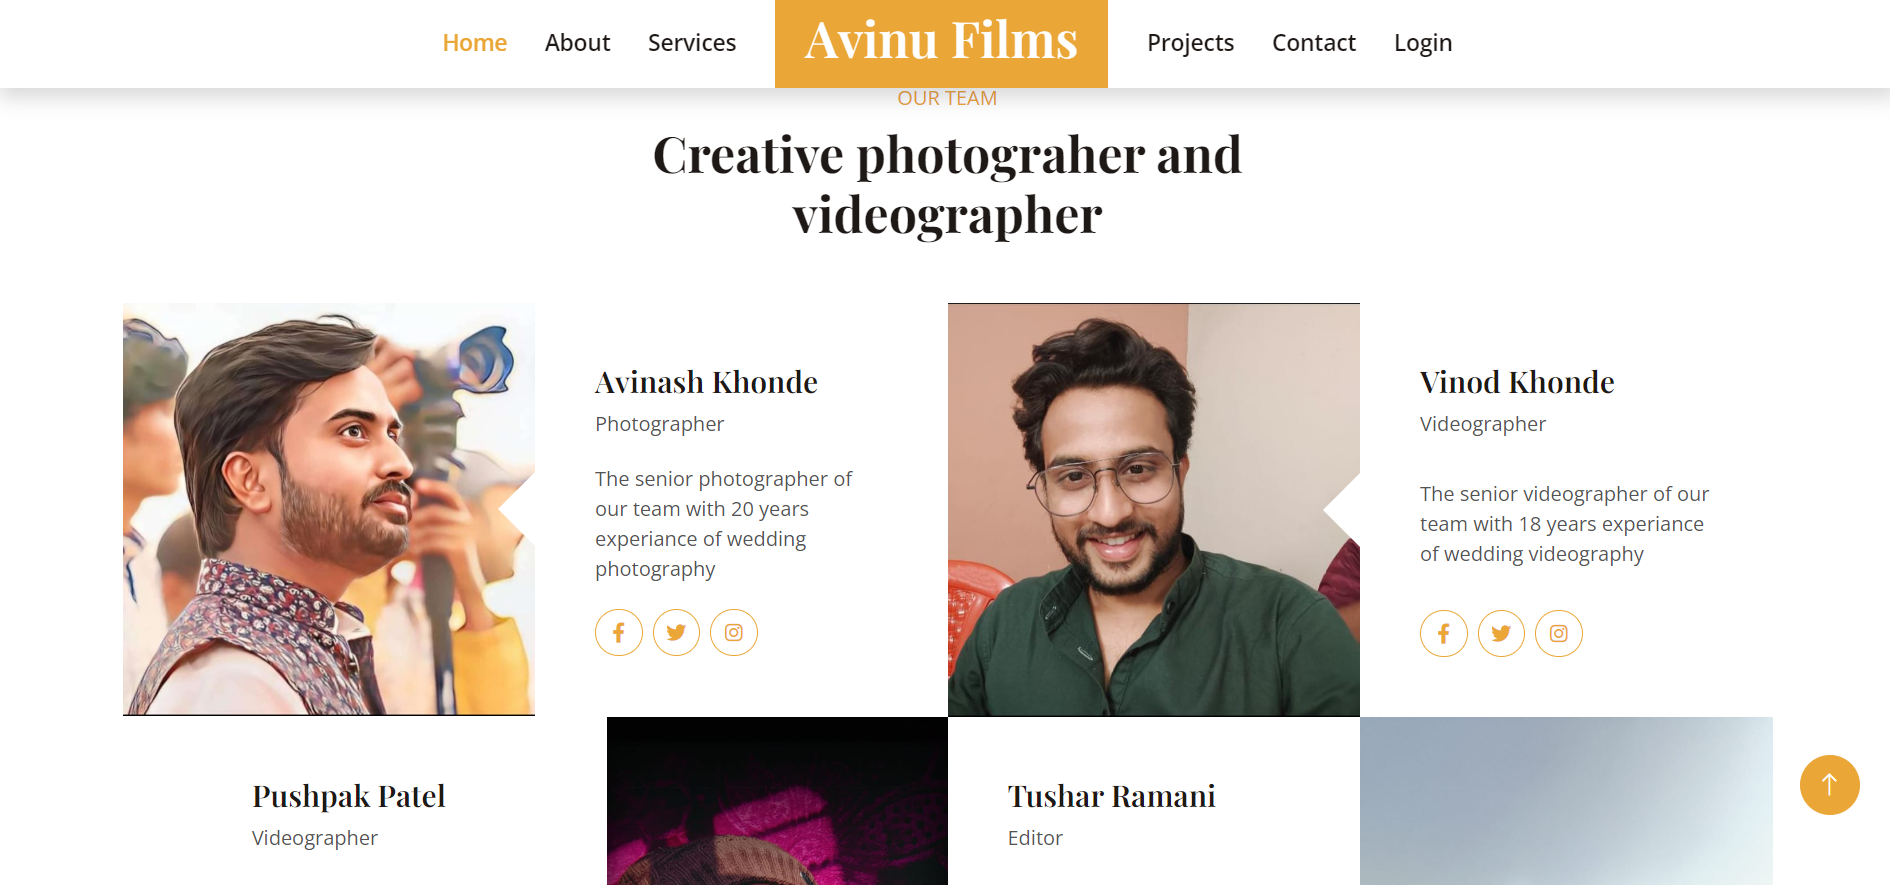 Home About Services Avinu Films Projects Contact Login
OUR TEAM
Creative photograher and
videographer
Avinash Khonde
Photographer
The senior photographer of
our team with 20 years
experiance of wedding
photography
Vinod Khonde
Videographer
The senior videographer of our
team with 18 years experiance
of wedding videography
Pushpak Patel
Videographer
Tushar Ramani
Editor